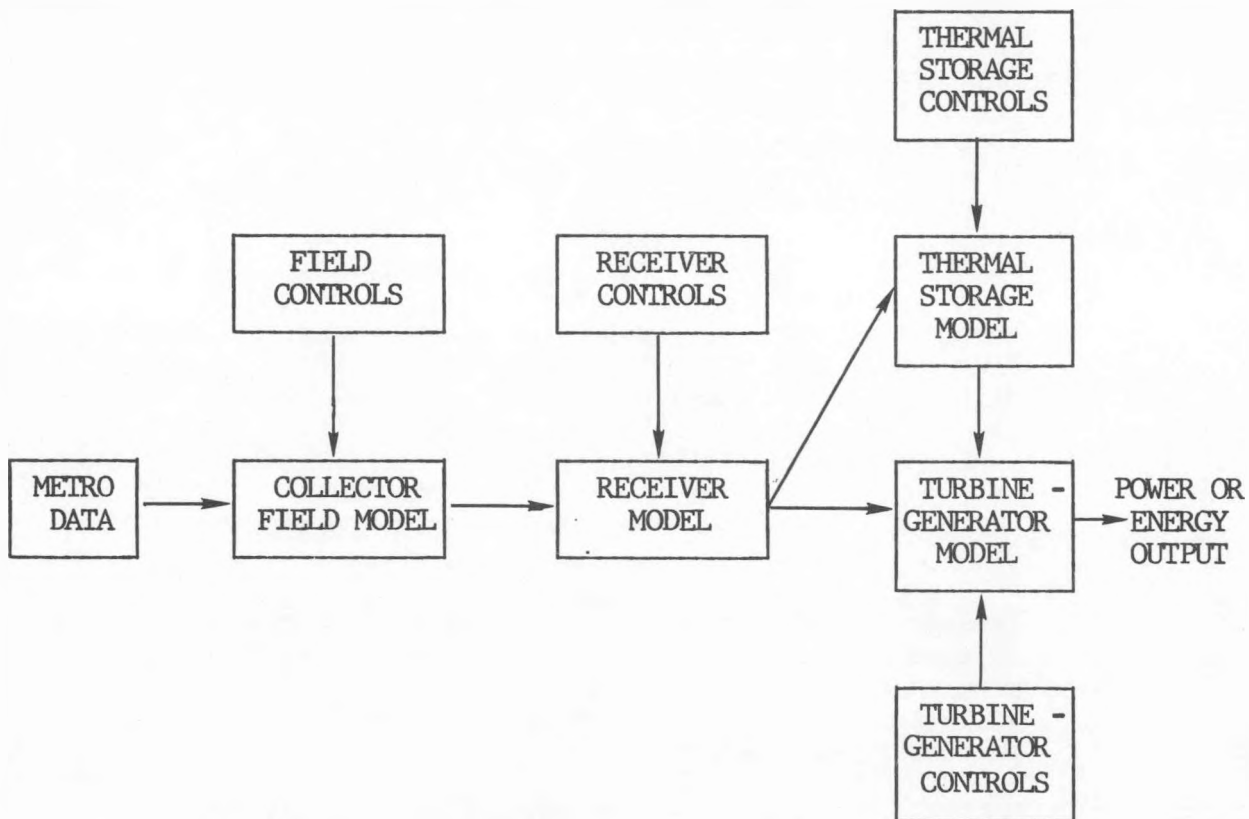 THERMAL
STORAGE
CONTROLS
FIELD
CONTROLS
RECEIVER
CONTROLS
THERMAL
STORAGE
MODEL
METRO
DATA
COLLECTOR
FIELD MODEL
RECEIVER
MODEL
TURBINE -
GENERATOR
MODEL
POWER OR
ENERGY
OUTPUT
TURBINE -
GENERATOR
CONTROLS